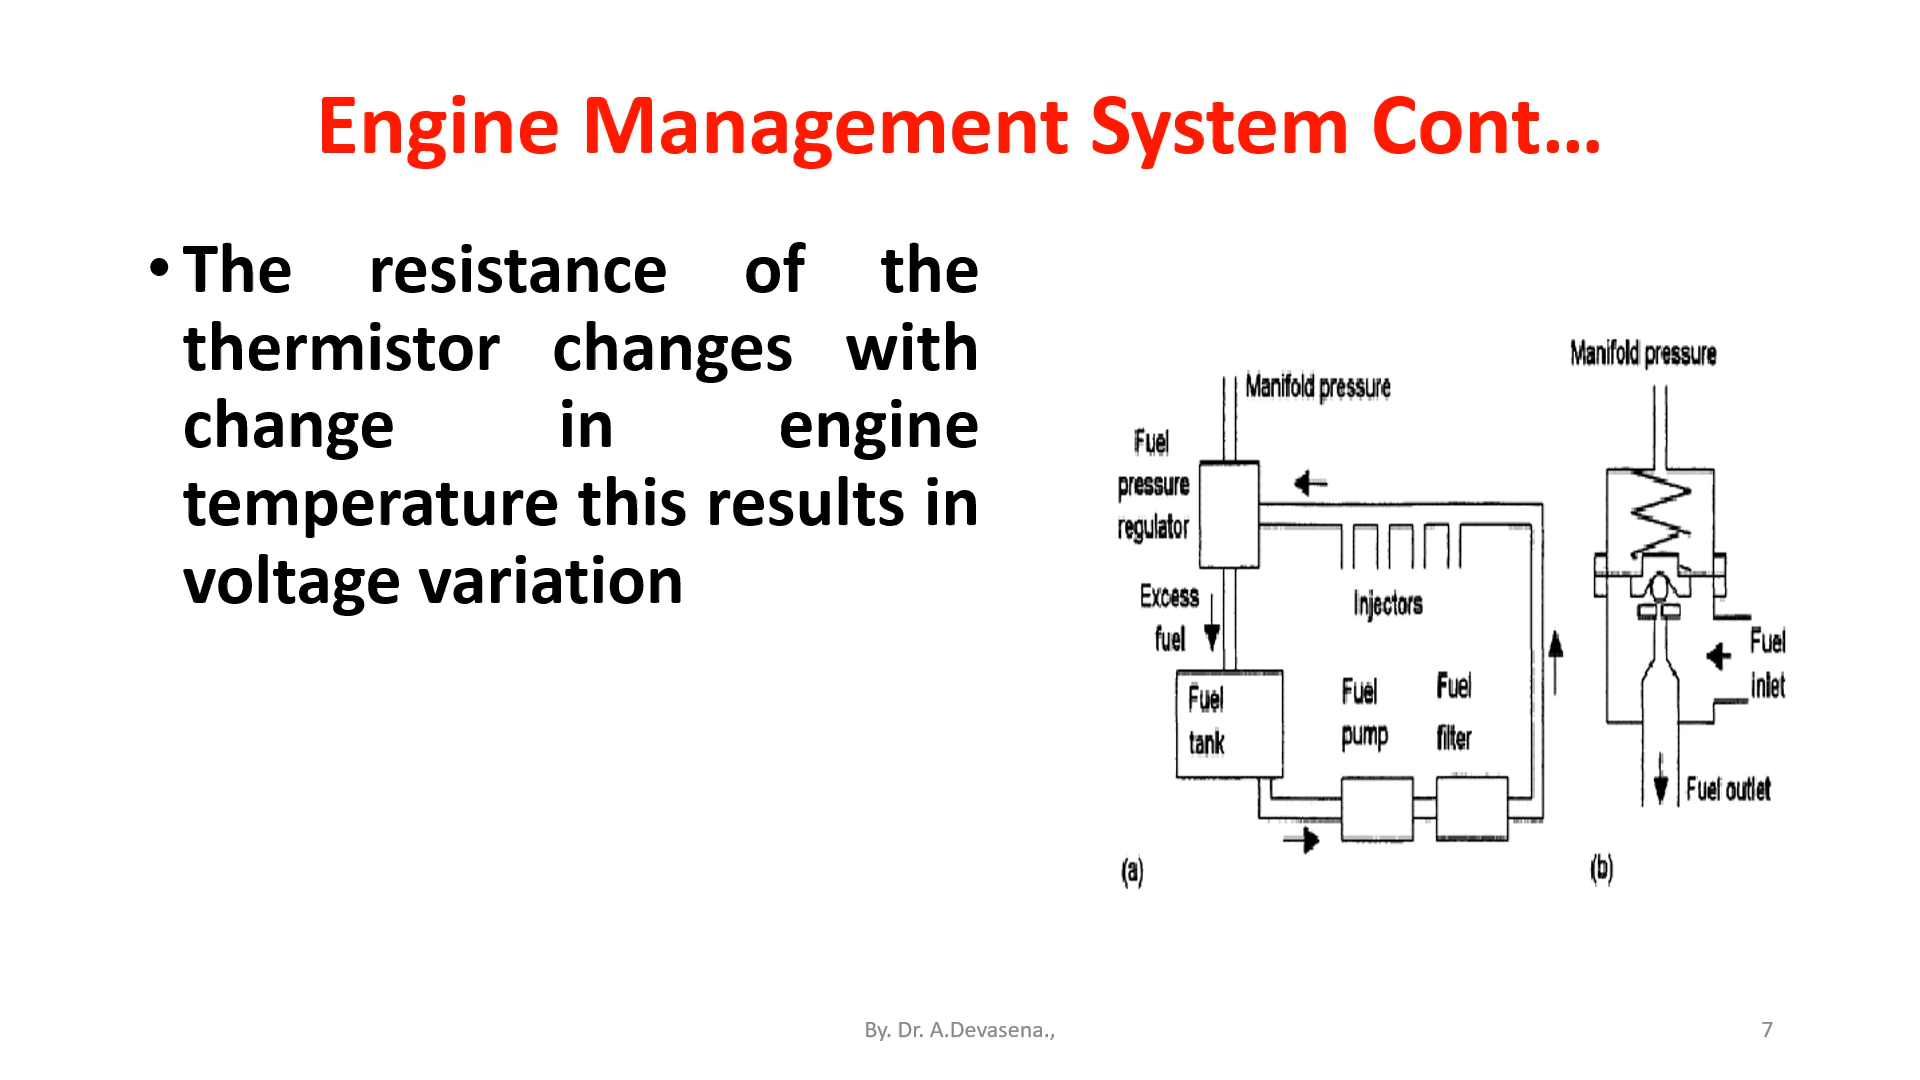 Engine Management System Cont...
• The resistance of the
thermistor changes with
change in engine
temperature this results in
voltage variation
Manifold pressure
Fuel
pressure
regulator
Excess
fuel
Injectors
Fuel
tank
Fuel
pump
Fuel
filter
(a)
Manifold pressure
Fuel
inlet
Fuel outlet
(b)
By. Dr. A.Devasena.,
7